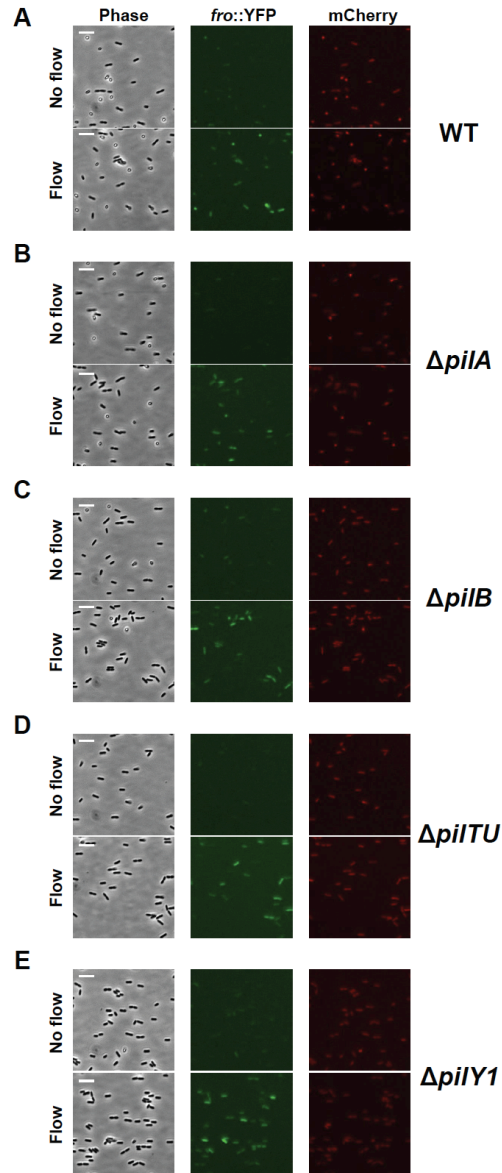 A
Phase
fro::YFP
mCherry
No flow
Flow
WT
B
No flow
Flow
ΔpilA
C
No flow
Flow
ΔpilB
D
No flow
Flow
ΔpilTU
E
No flow
Flow
ΔpilY1